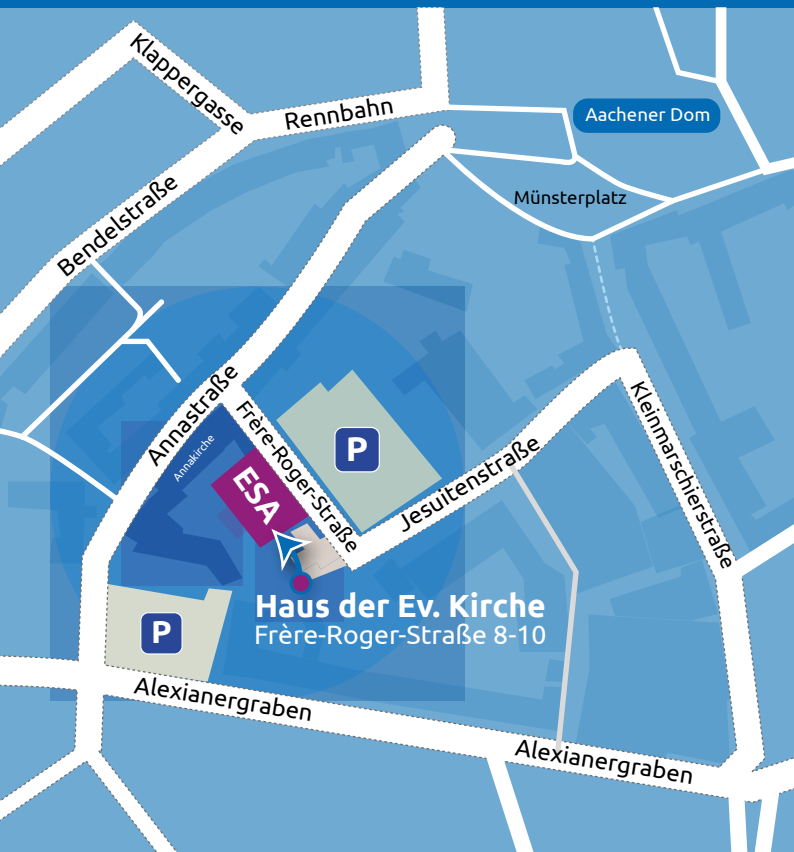 Klappergasse
Rennbahn
Aachener Dom
Münsterplatz
Bendelstraße
Annastraße
Annakirche
Frère-Roger-Straße
P
ESA
Jesuitenstraße
Kleinmarschierstraße
Haus der Ev. Kirche
Frère-Roger-Straße 8-10
P
Alexianergraben
Alexianergraben